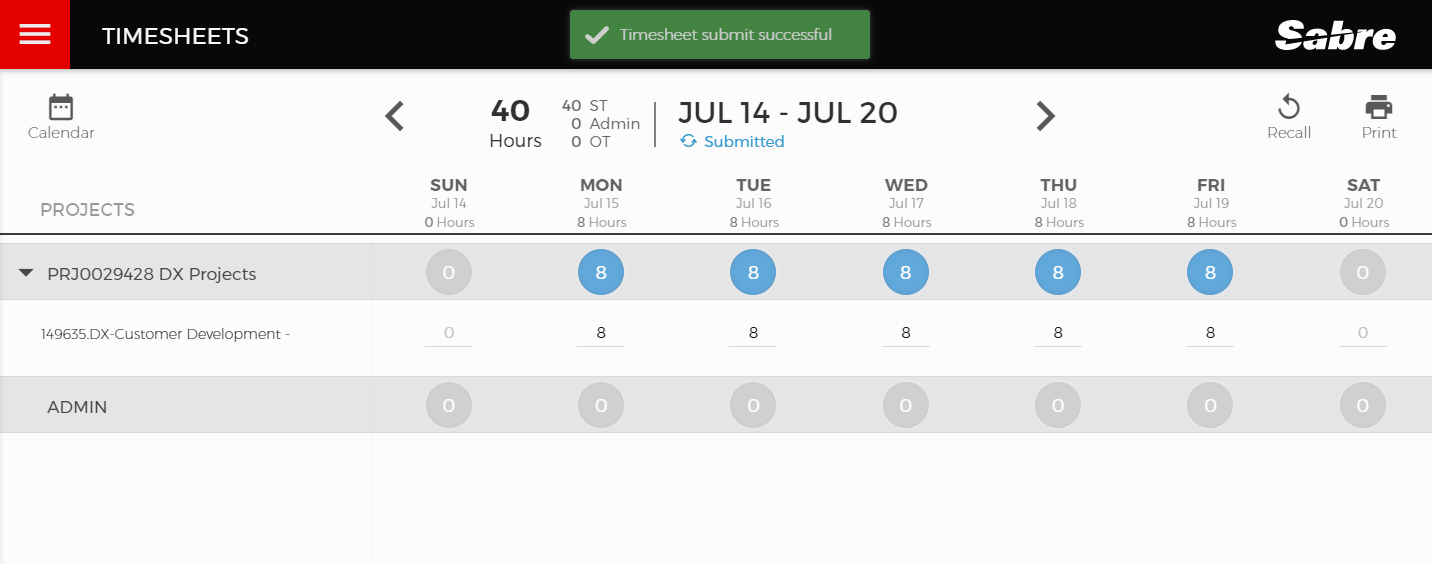 TIMESHEETS
Timesheet submit successful
Sabre
Calendar
40
Hours
40 ST
0 Admin
0 OT
JUL 14 - JUL 20
Submitted
Recall
Print
PROJECTS
SUN MON TUE WED THU FRI SAT
Jul 14 Jul 15 Jul 16 Jul 17 Jul 18 Jul 19 Jul 20
0 Hours 8 Hours 8 Hours 8 Hours 8 Hours 8 Hours 0 Hours
PRJ0029428 DX Projects 0 8 8 8 8 8 0
149635.DX-Customer Development - 0 8 8 8 8 8 0
ADMIN 0 0 0 0 0 0 0